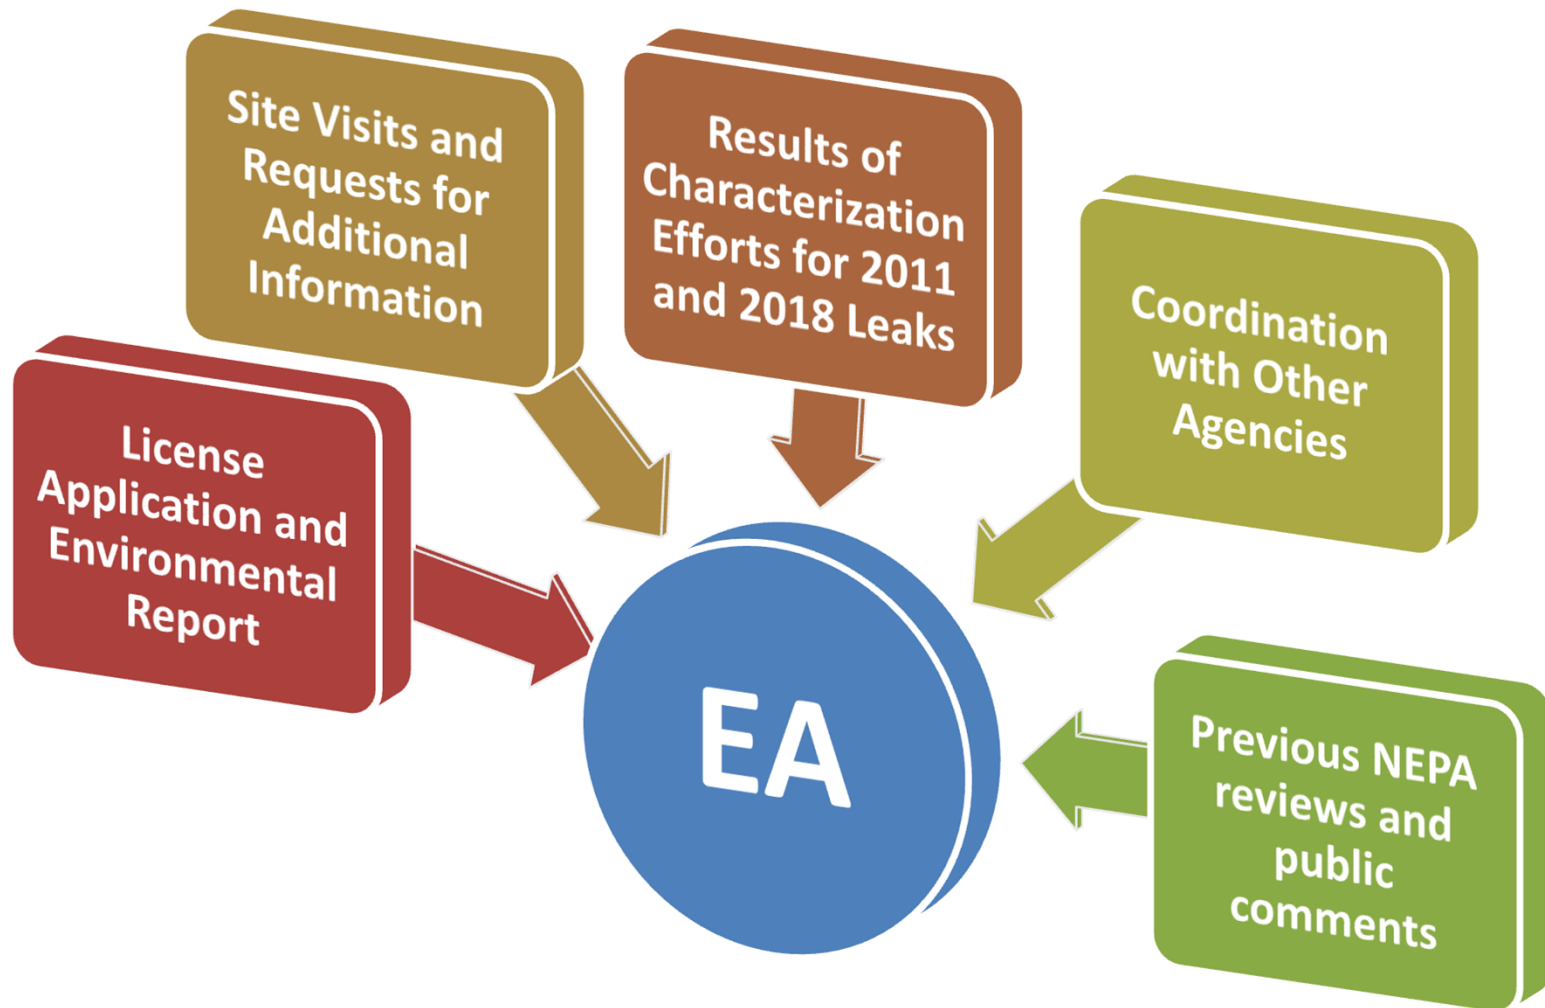 Site Visits and
Requests for
Additional
Information
Results of
Characterization
Efforts for 2011
and 2018 Leaks
Coordination
with Other
Agencies
License
Application and
Environmental
Report
EA
Previous NEPA
reviews and
public
comments